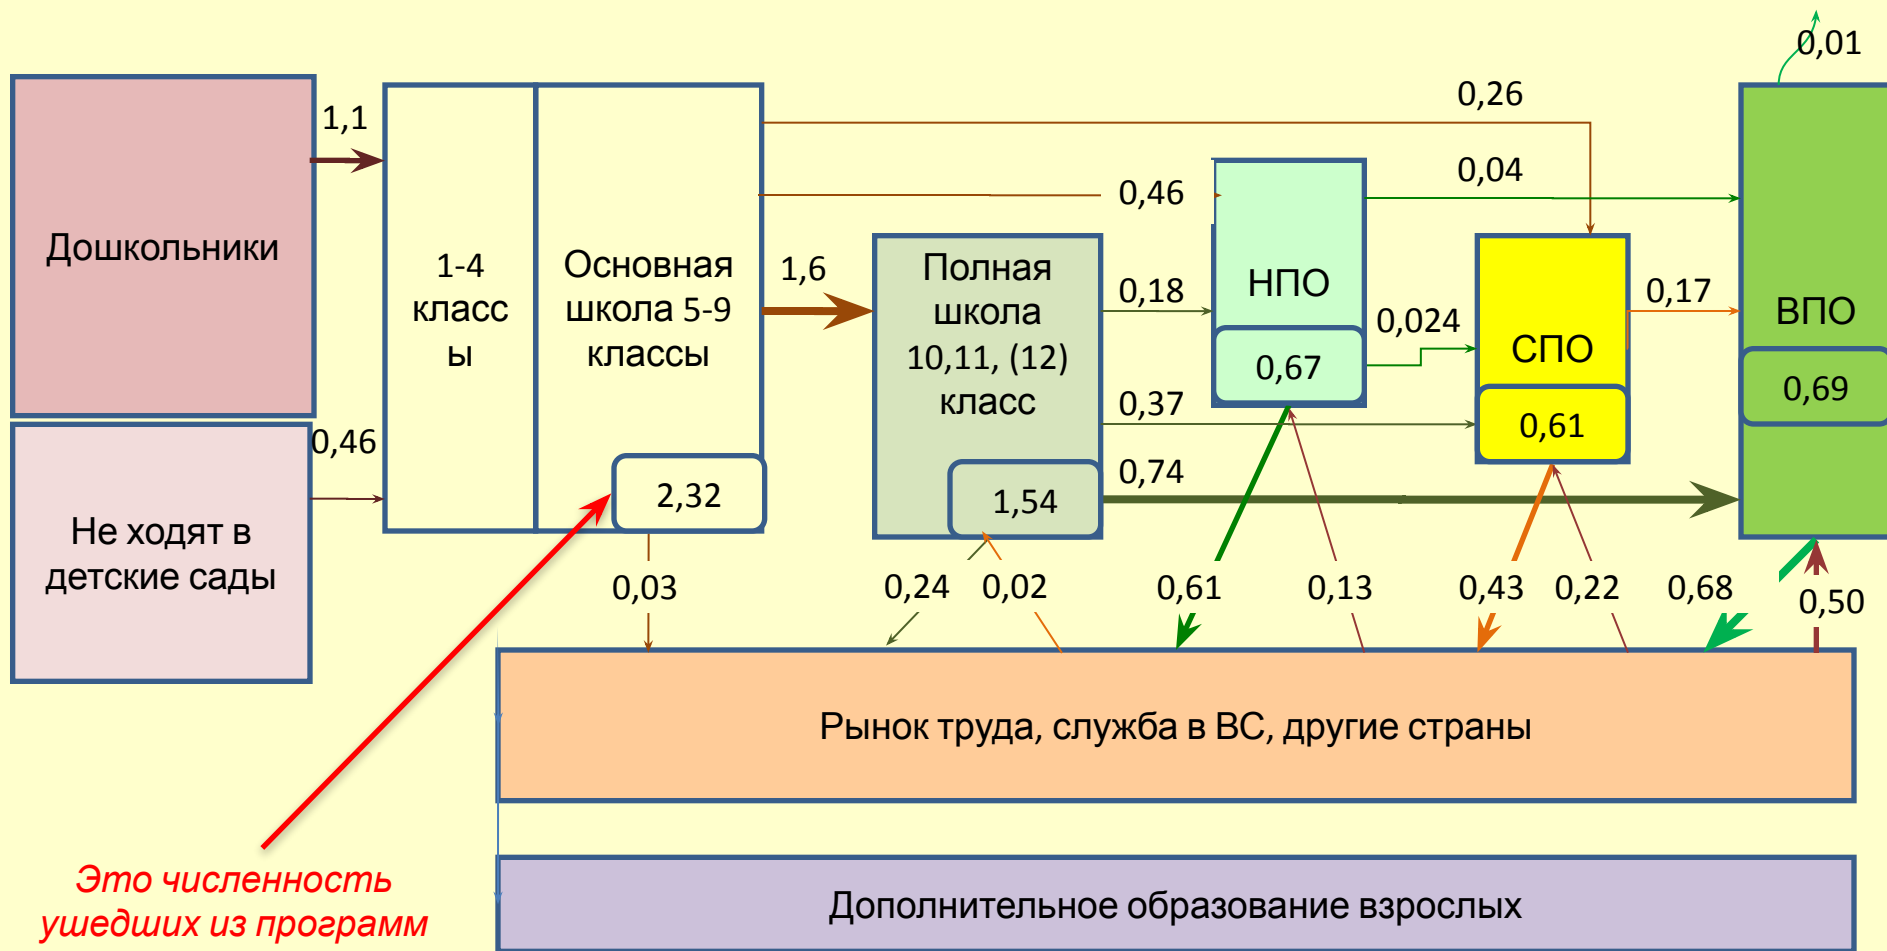 0,01
0,26
1,1
0,04
0,46
Дошкольники
1-4
класс
ы
Основная
школа 5-9
классы
1,6
Полная
школа
10,11, (12)
класс
0,18
НПО
0,024
0,67
0,17
СПО
0,61
ВПО
0,69
0,37
0,74
0,46
2,32
1,54
Не ходят в
детские сады
0,03
0,24
0,02
0,61
0,13
0,43
0,22
0,68
0,50
Рынок труда, служба в ВС, другие страны
Это численность
ушедших из программ
Дополнительное образование взрослых